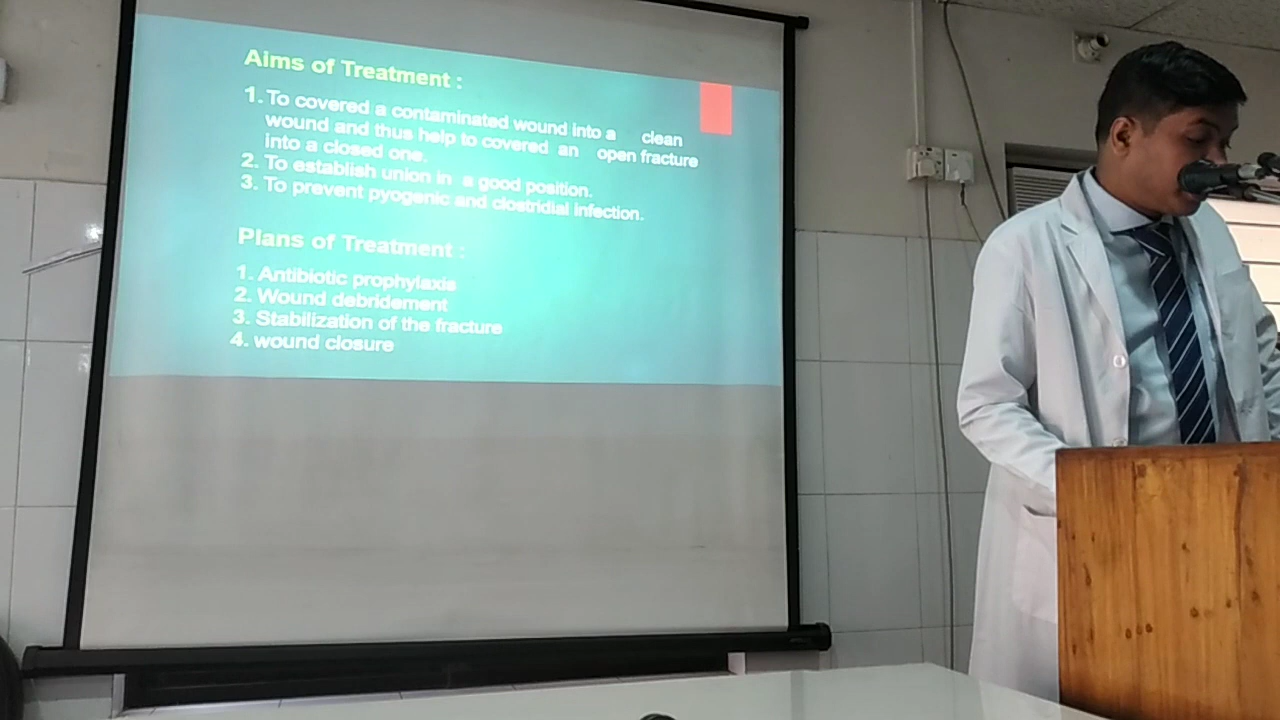 Aims of Treatment :
1. To covered a contaminated wound into a clean
wound and thus help to covered an open fracture
into a closed one.
2. To establish union in a good position.
3. To prevent pyogenic and clostridial infection.
Plans of Treatment :
1. Antibiotic prophylaxis
2. Wound debridement
3. Stabilization of the fracture
4. wound closure